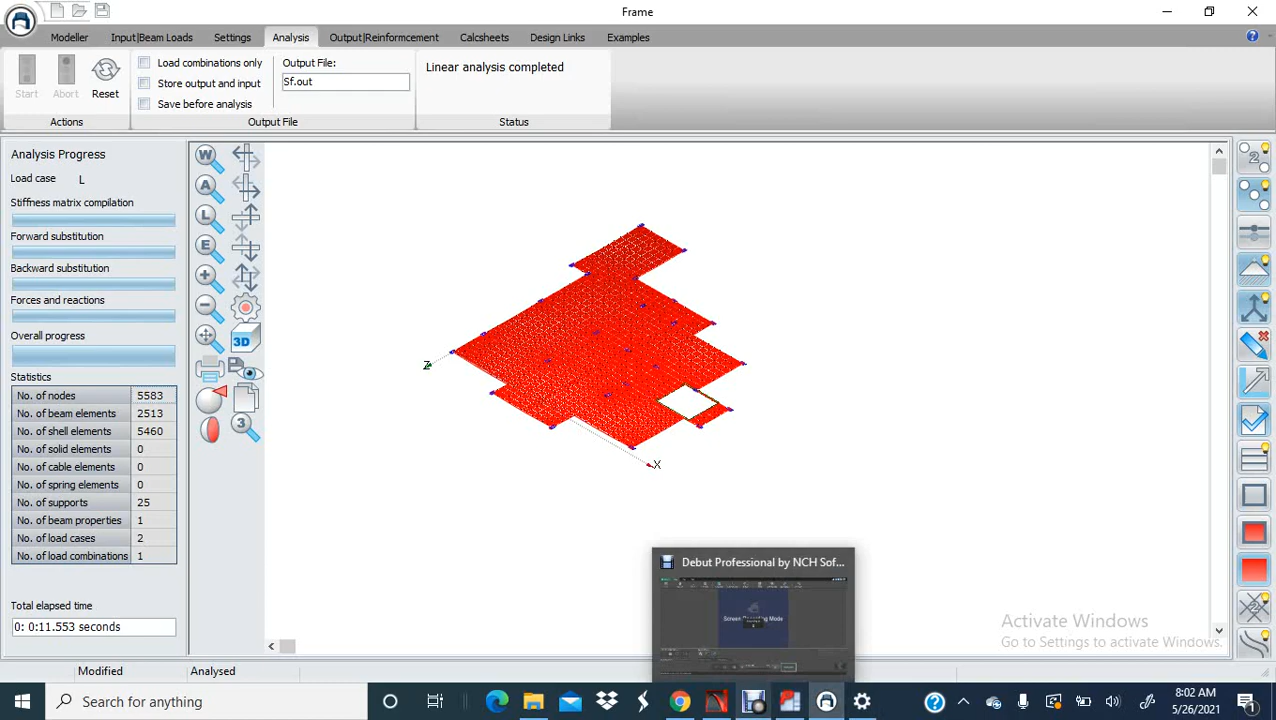 Frame
Modeller Input|Beam Loads Settings Analysis Output|Reinformcement Calcsheets Design Links Examples
Load combinations only
Store output and input
Save before analysis
Start Abort Reset
Output File:
Sf.out
Linear analysis completed
Actions Output File Status
Analysis Progress
Load case L
Stiffness matrix compilation
Forward substitution
Backward substitution
Forces and reactions
Overall progress
Statistics
No. of nodes 5583
No. of beam elements 2513
No. of shell elements 5460
No. of solid elements 0
No. of cable elements 0
No. of spring elements 0
No. of supports 25
No. of beam properties 1
No. of load cases 2
No. of load combinations 1
Total elapsed time
0: 0:17.553 seconds
W
A
L
E
3D
3
2
Z
X
Debut Professional by NCH Sof...
Screen Recording Mode
Activate Windows
Go to Settings to activate Windows.
Modified Analysed
Search for anything
8:02 AM
5/26/2021
1